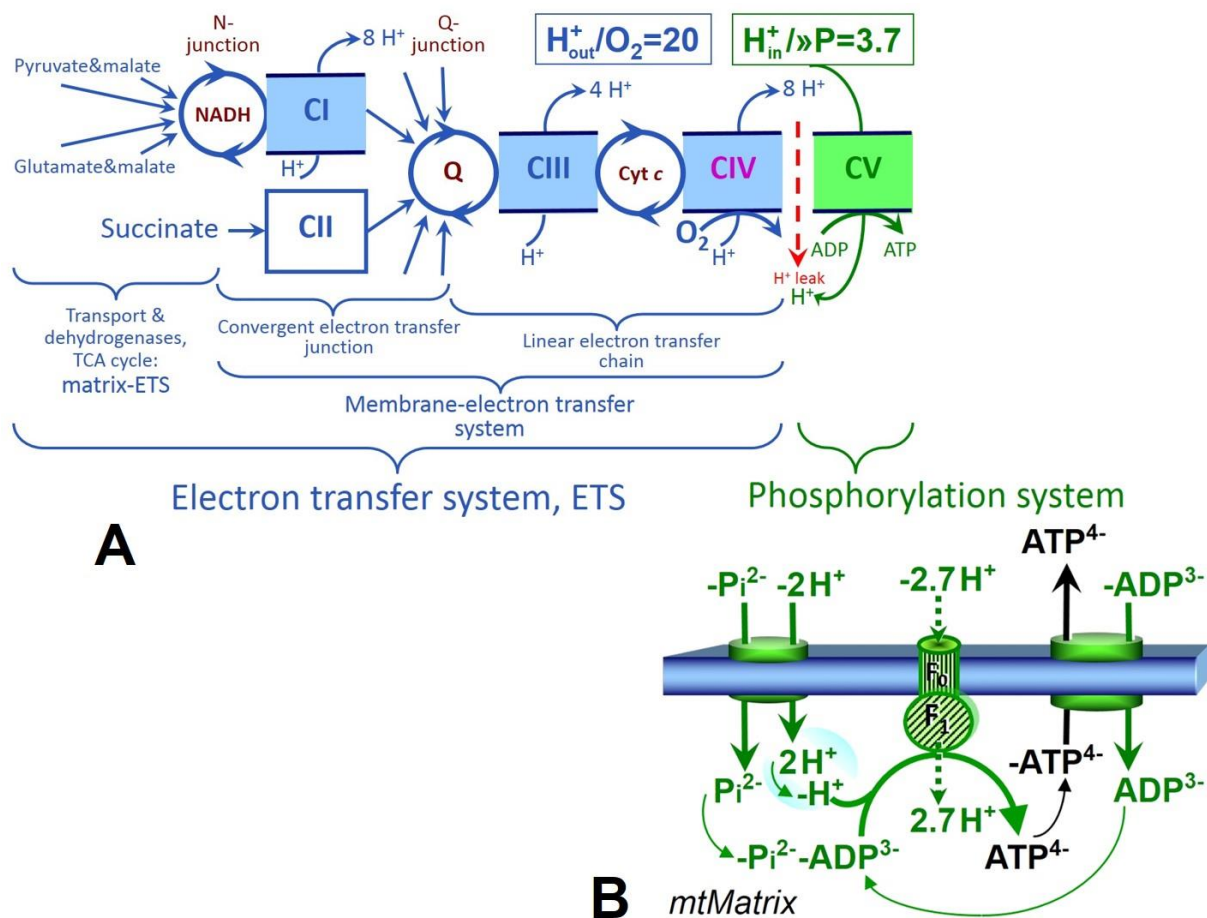 N-
junction
Q-
junction
8 H⁺
H⁺out/O₂=20
H⁺in/»P=3.7
Pyruvate&malate
4 H⁺
8 H⁺
NADH
CI
Glutamate&malate
H⁺
Q
CIII
Cyt c
CIV
CV
Succinate
CII
H⁺
O₂
H⁺
ADP
ATP
H⁺ leak
H⁺
Transport &
dehydrogenases,
TCA cycle:
matrix-ETS
Convergent electron transfer
junction
Linear electron transfer
chain
Membrane-electron transfer
system
Electron transfer system, ETS
Phosphorylation system
A
ATP⁴⁻
-Pi²⁻
-2H⁺
-2.7H⁺
-ADP³⁻
F₀
F₁
2H⁺
-H⁺
Pi²⁻
2.7H⁺
-ATP⁴⁻
ADP³⁻
-Pi²⁻-ADP³⁻
ATP⁴⁻
B
mtMatrix